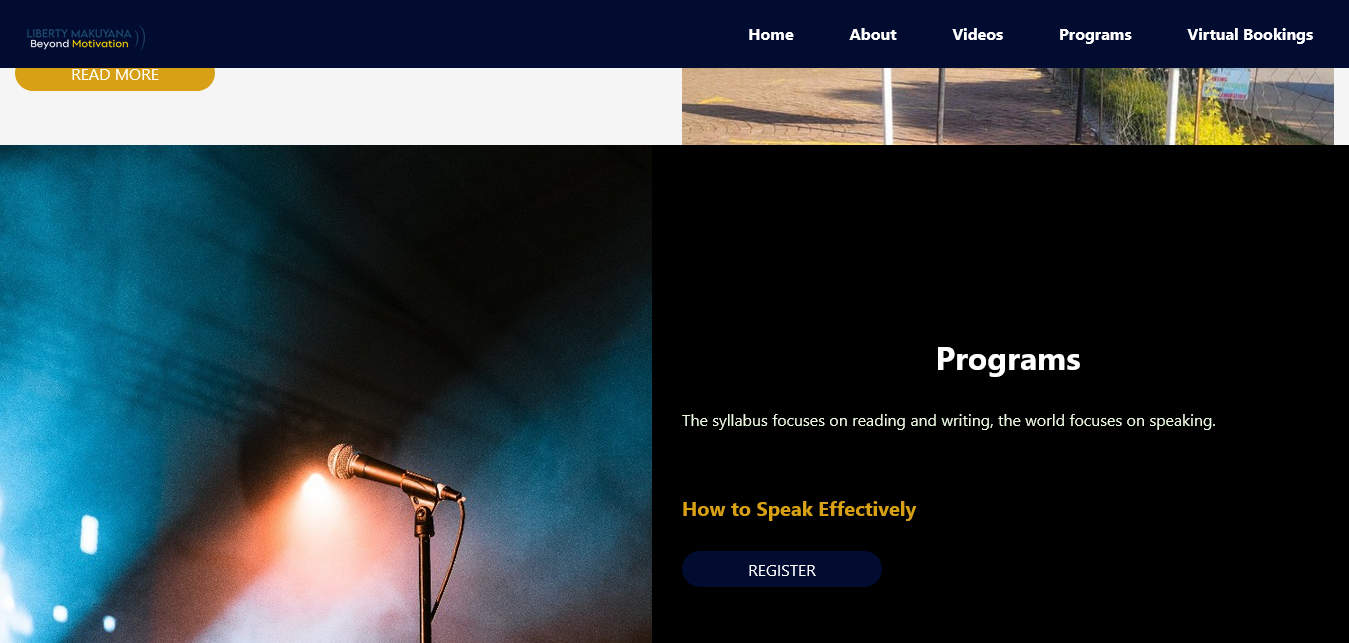 LIBERTY MAKUYANA
Beyond Motivation
Home About Videos Programs Virtual Bookings
READ MORE
Programs
The syllabus focuses on reading and writing, the world focuses on speaking.
How to Speak Effectively
REGISTER